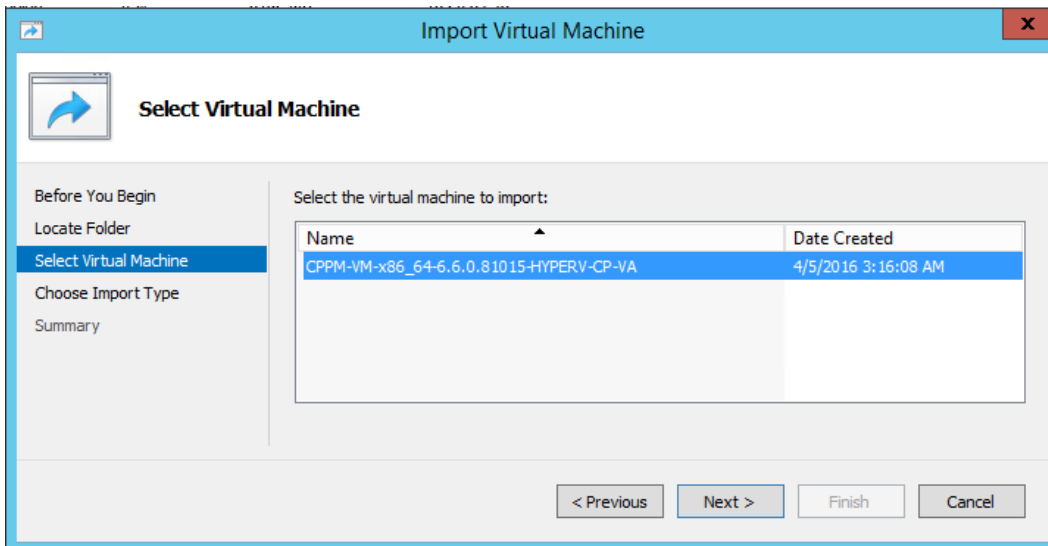 Import Virtual Machine
x
Select Virtual Machine
Before You Begin
Locate Folder
Select Virtual Machine
Choose Import Type
Summary
Select the virtual machine to import:
Name Date Created
CPPM-VM-x86_64-6.6.0.81015-HYPERV-CP-VA 4/5/2016 3:16:08 AM
< Previous Next > Finish Cancel